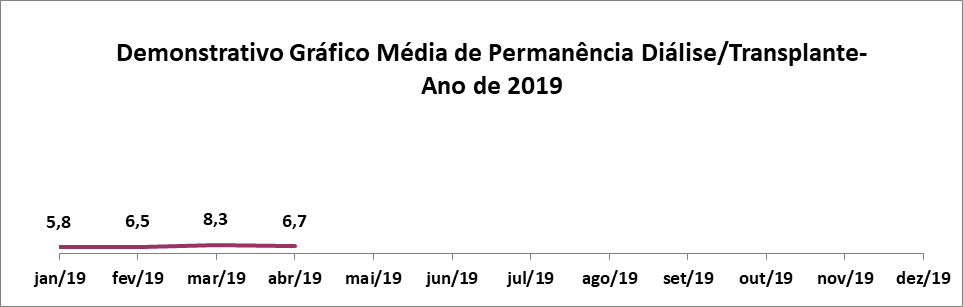 Demonstrativo Gráfico Média de Permanência Diálise/Transplante-
Ano de 2019
5,8 6,5 8,3 6,7
jan/19 fev/19 mar/19 abr/19 mai/19 jun/19 jul/19 ago/19 set/19 out/19 nov/19 dez/19